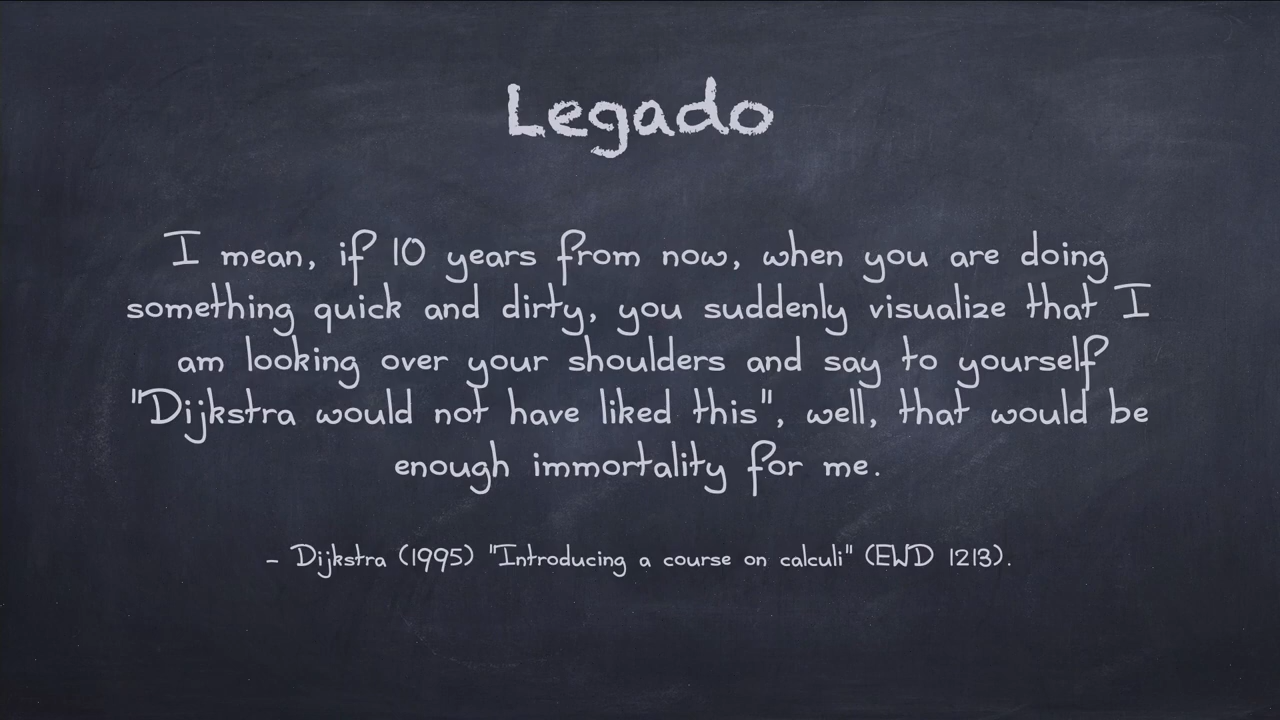 Legado
I mean, if 10 years from now, when you are doing
something quick and dirty, you suddenly visualize that I
am looking over your shoulders and say to yourself
"Dijkstra would not have liked this", well, that would be
enough immortality for me.
- Dijkstra (1995) "Introducing a course on calculi" (EWD 1213).